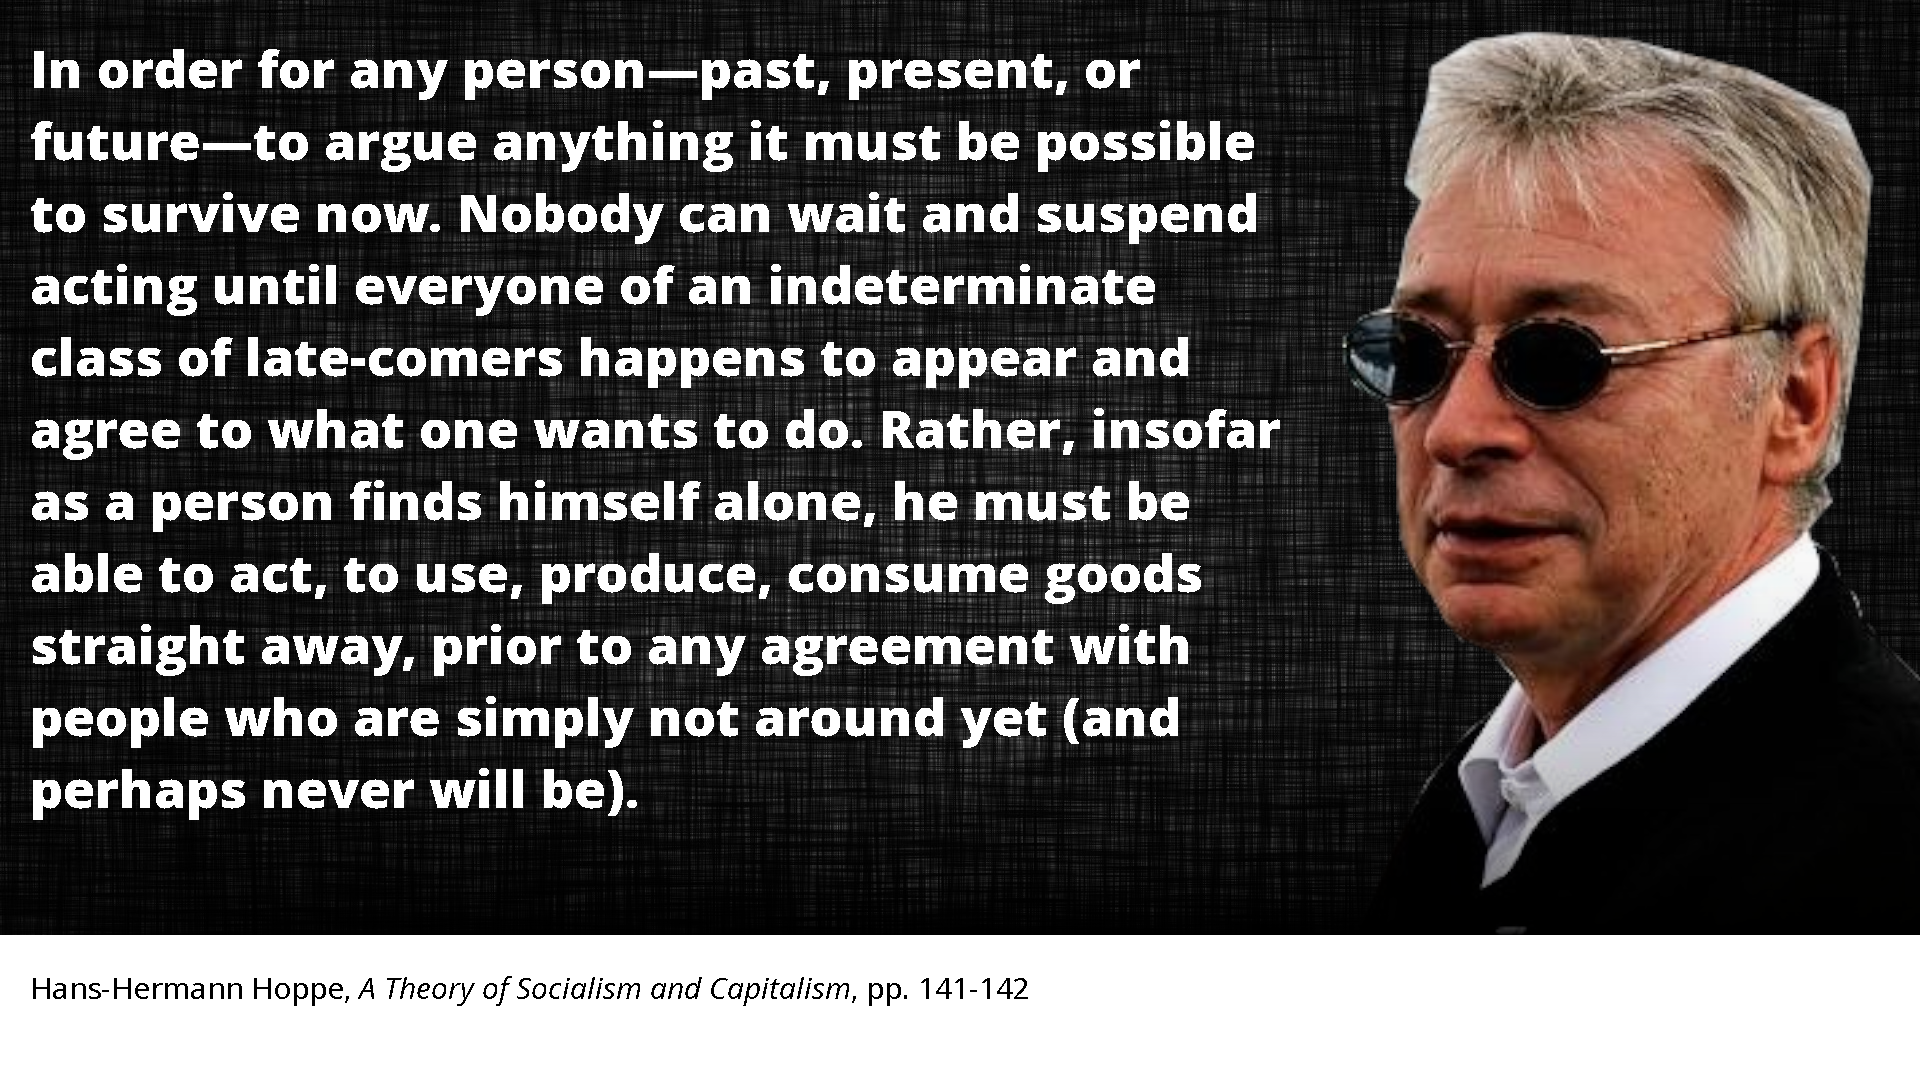 In order for any person—past, present, or
future—to argue anything it must be possible
to survive now. Nobody can wait and suspend
acting until everyone of an indeterminate
class of late-comers happens to appear and
agree to what one wants to do. Rather, insofar
as a person finds himself alone, he must be
able to act, to use, produce, consume goods
straight away, prior to any agreement with
people who are simply not around yet (and
perhaps never will be).
Hans-Hermann Hoppe, A Theory of Socialism and Capitalism, pp. 141-142